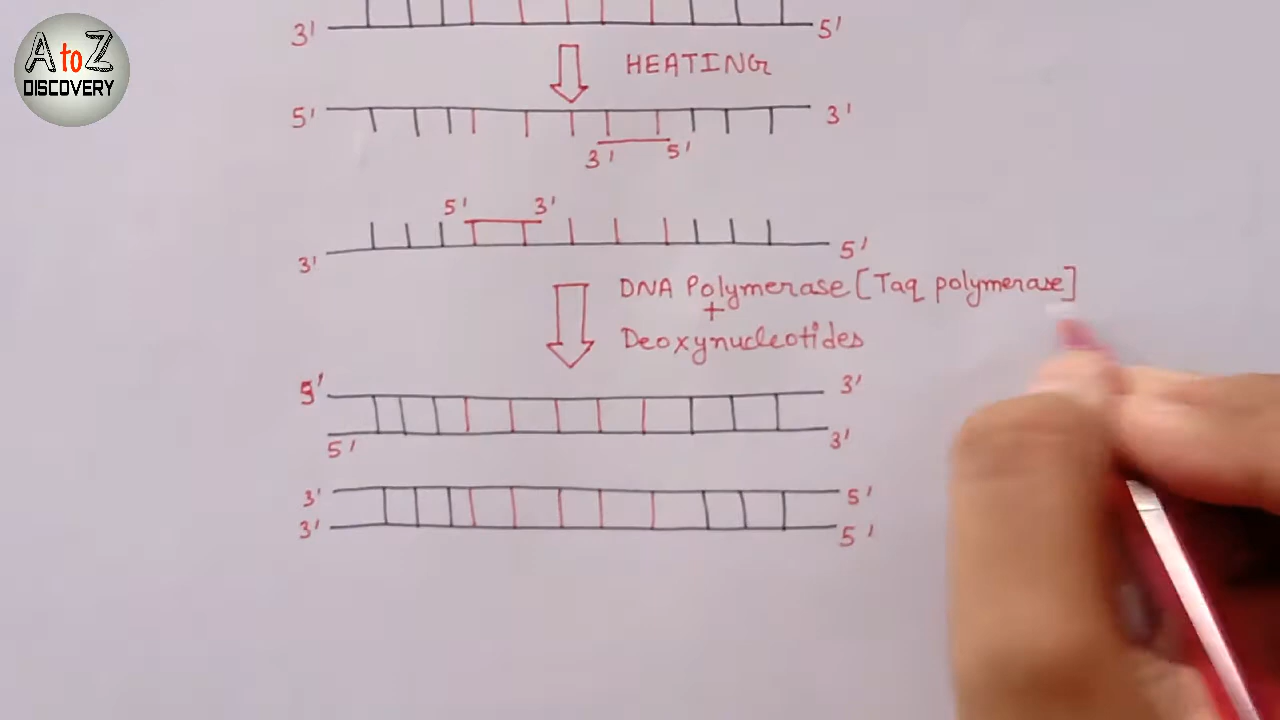 A to Z
DISCOVERY
3' 5'
HEATING
5' 3'
3' 5'
5' 3'
3' 5'
DNA Polymerase [Taq polymerase]
+
Deoxynucleotides
5' 3'
5' 3'
3' 5'
3' 5'